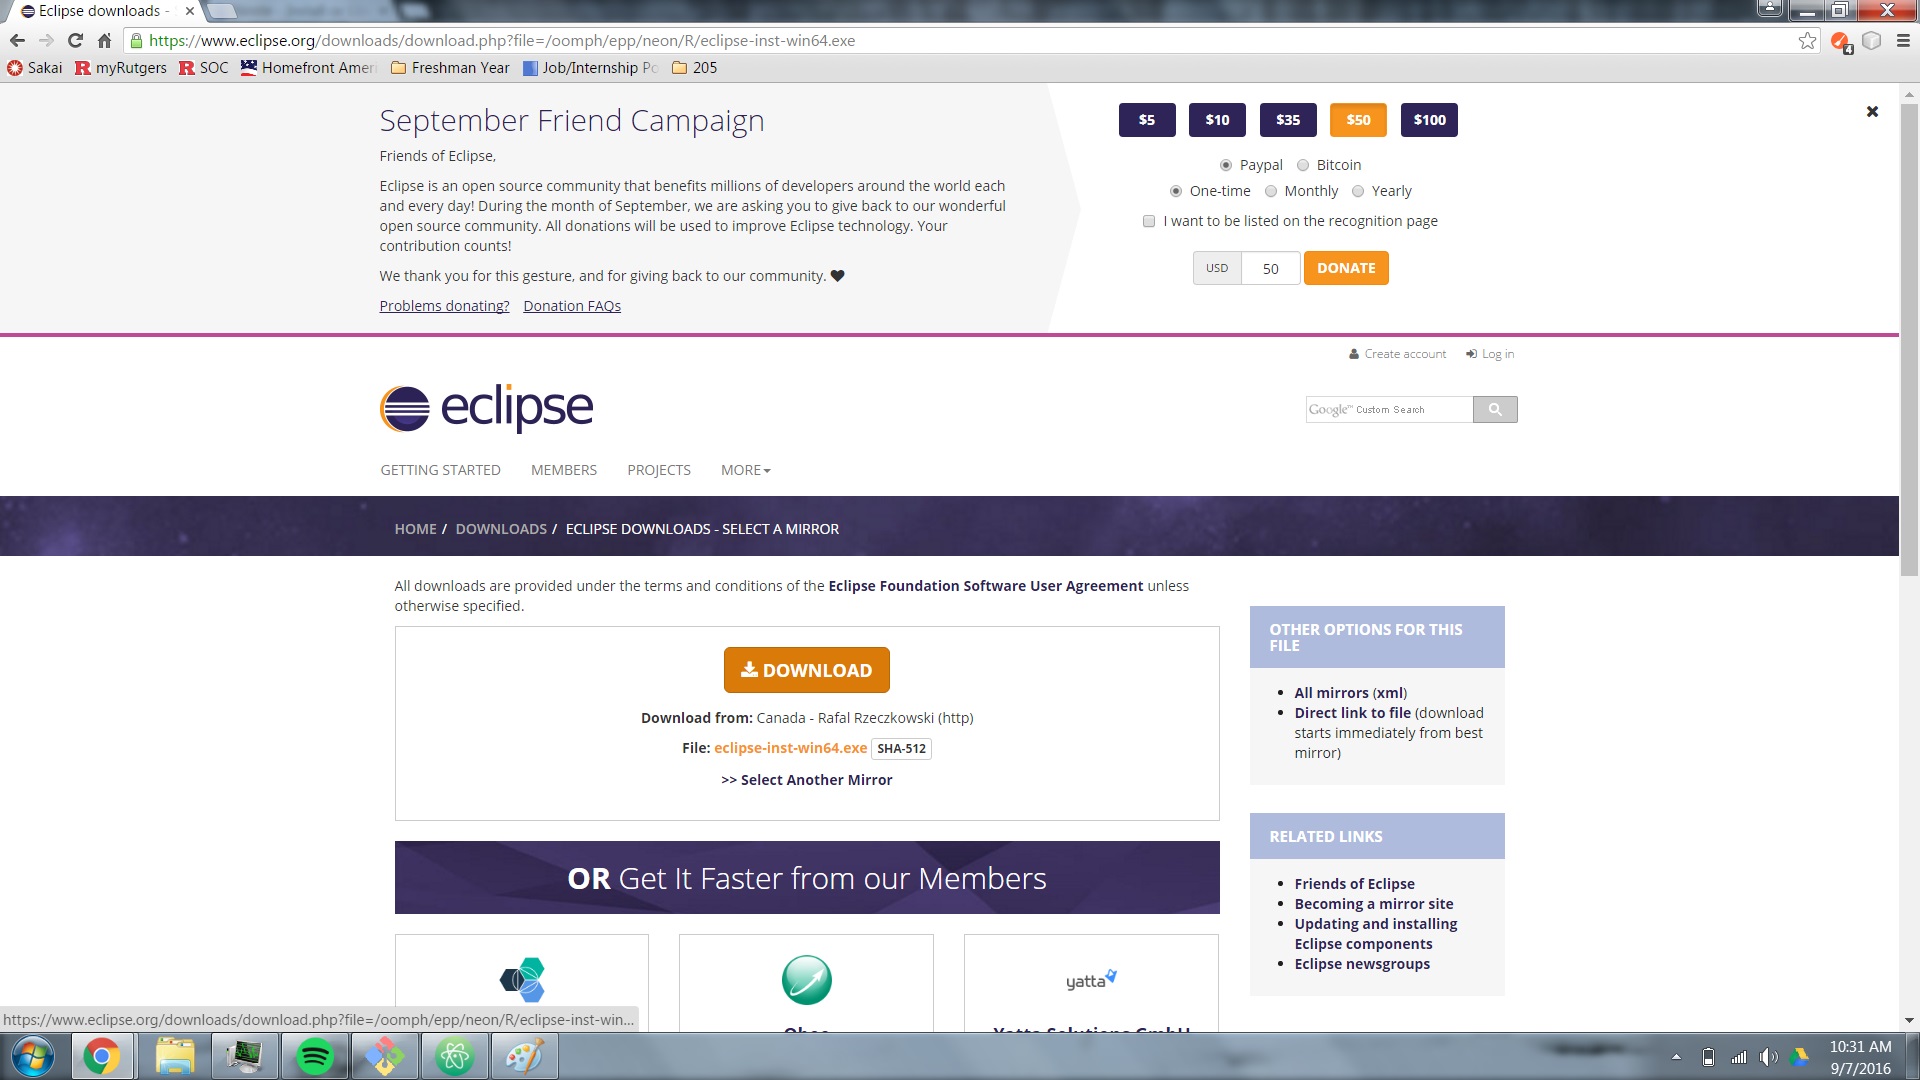 Eclipse downloads -
https://www.eclipse.org/downloads/download.php?file=/oomph/epp/neon/R/eclipse-inst-win64.exe
4
Sakai myRutgers SOC Homefront Ameri Freshman Year Job/Internship Po 205
September Friend Campaign
Friends of Eclipse,
Eclipse is an open source community that benefits millions of developers around the world each
and every day! During the month of September, we are asking you to give back to our wonderful
open source community. All donations will be used to improve Eclipse technology. Your
contribution counts!
We thank you for this gesture, and for giving back to our community.
Problems donating? Donation FAQs
$5 $10 $35 $50 $100
Paypal Bitcoin
One-time Monthly Yearly
I want to be listed on the recognition page
USD 50 DONATE
Create account Log in
eclipse
Google™ Custom Search
GETTING STARTED MEMBERS PROJECTS MORE
HOME / DOWNLOADS / ECLIPSE DOWNLOADS - SELECT A MIRROR
All downloads are provided under the terms and conditions of the Eclipse Foundation Software User Agreement unless
otherwise specified.
DOWNLOAD
Download from: Canada - Rafal Rzeczkowski (http)
File: eclipse-inst-win64.exe SHA-512
>> Select Another Mirror
OR Get It Faster from our Members
yatta
Yatta Solutions GmbH
OTHER OPTIONS FOR THIS
FILE
All mirrors (xml)
Direct link to file (download
starts immediately from best
mirror)
RELATED LINKS
Friends of Eclipse
Becoming a mirror site
Updating and installing
Eclipse components
Eclipse newsgroups
https://www.eclipse.org/downloads/download.php?file=/oomph/epp/neon/R/eclipse-inst-win...
10:31 AM
9/7/2016